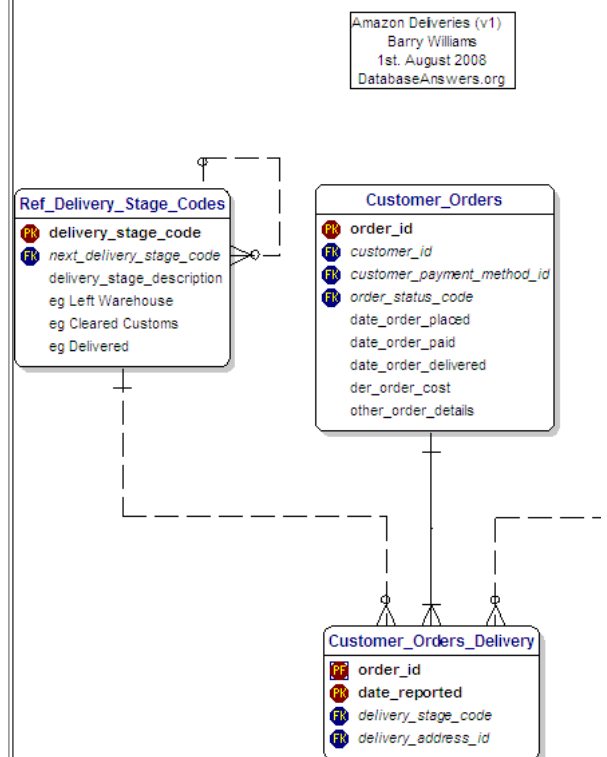 Amazon Deliveries (v1)
Barry Williams
1st. August 2008
DatabaseAnswers.org
Ref_Delivery_Stage_Codes
PK delivery_stage_code
FK next_delivery_stage_code
delivery_stage_description
eg Left Warehouse
eg Cleared Customs
eg Delivered
Customer_Orders
PK order_id
FK customer_id
FK customer_payment_method_id
FK order_status_code
date_order_placed
date_order_paid
date_order_delivered
der_order_cost
other_order_details
Customer_Orders_Delivery
PF order_id
PK date_reported
FK delivery_stage_code
FK delivery_address_id